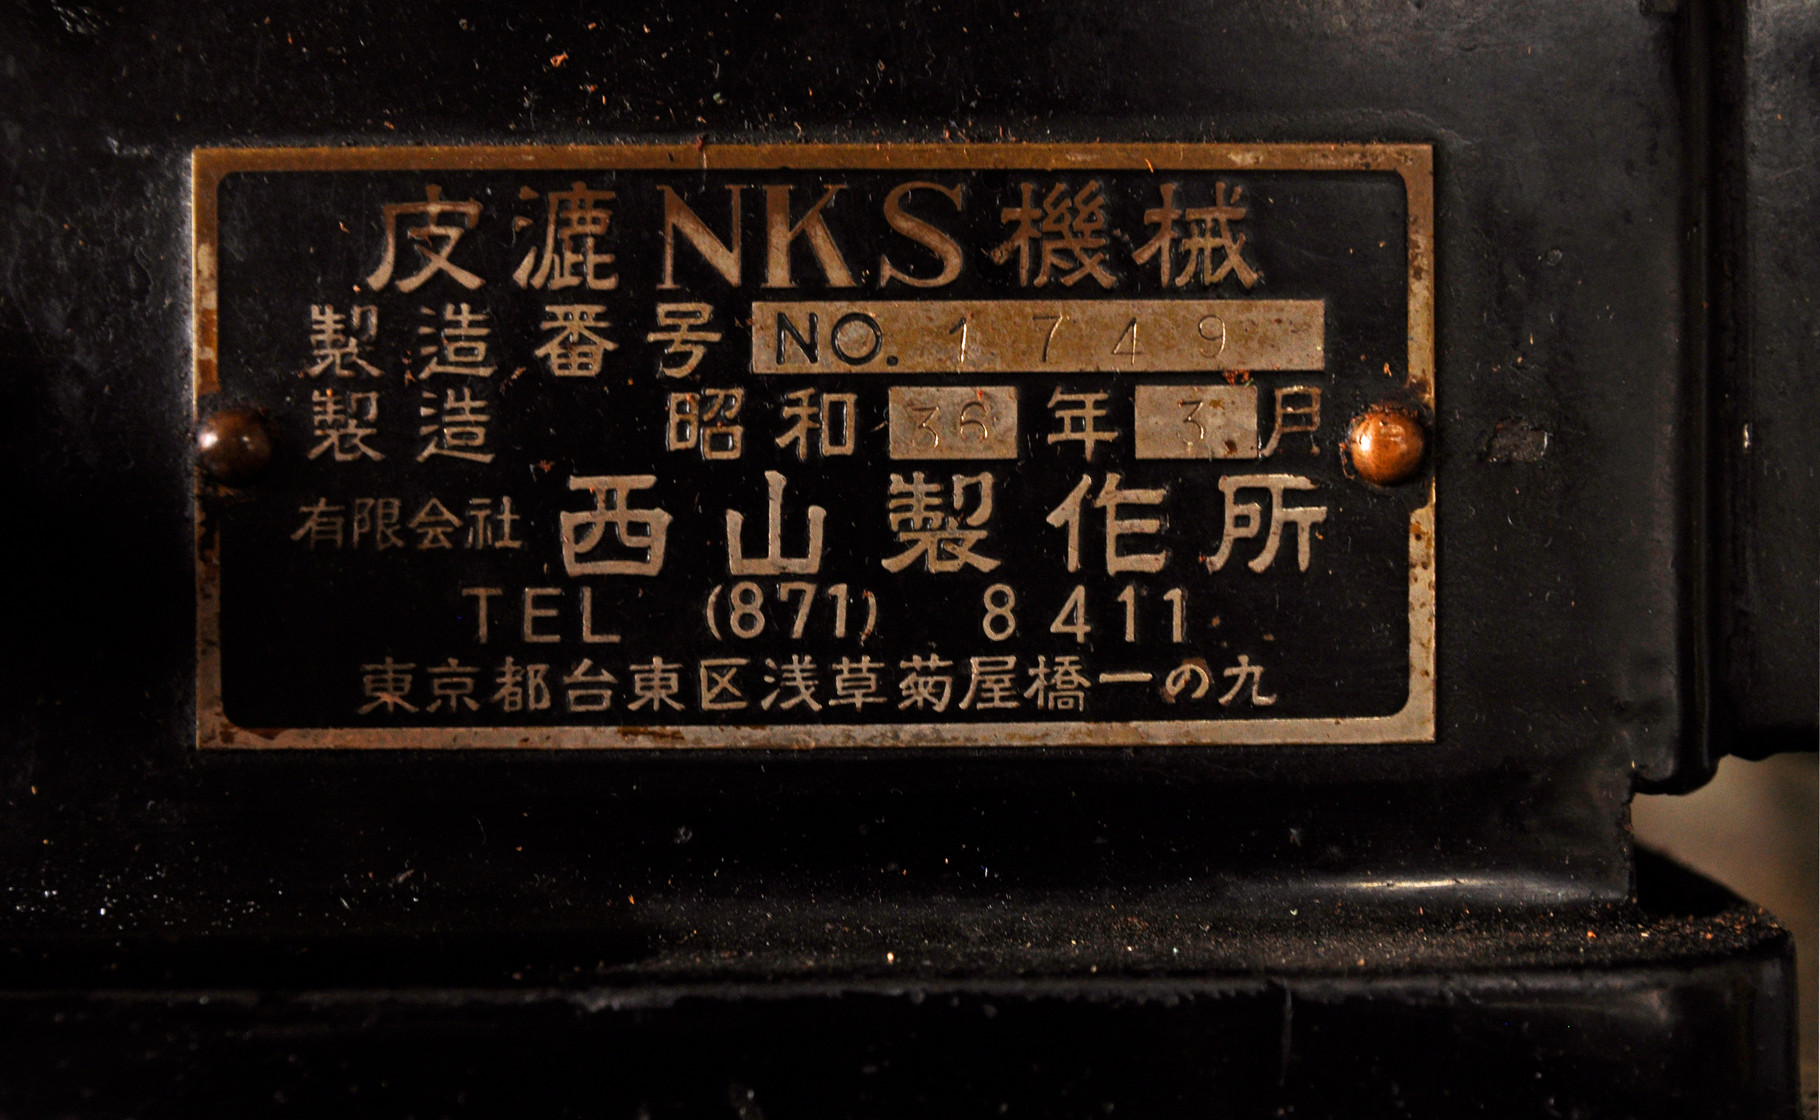 皮漉NKS機械
製造番号 NO. 1749
製造 昭和36年3月
有限会社 西山製作所
TEL (871) 8411
東京都台東区浅草菊屋橋一の九